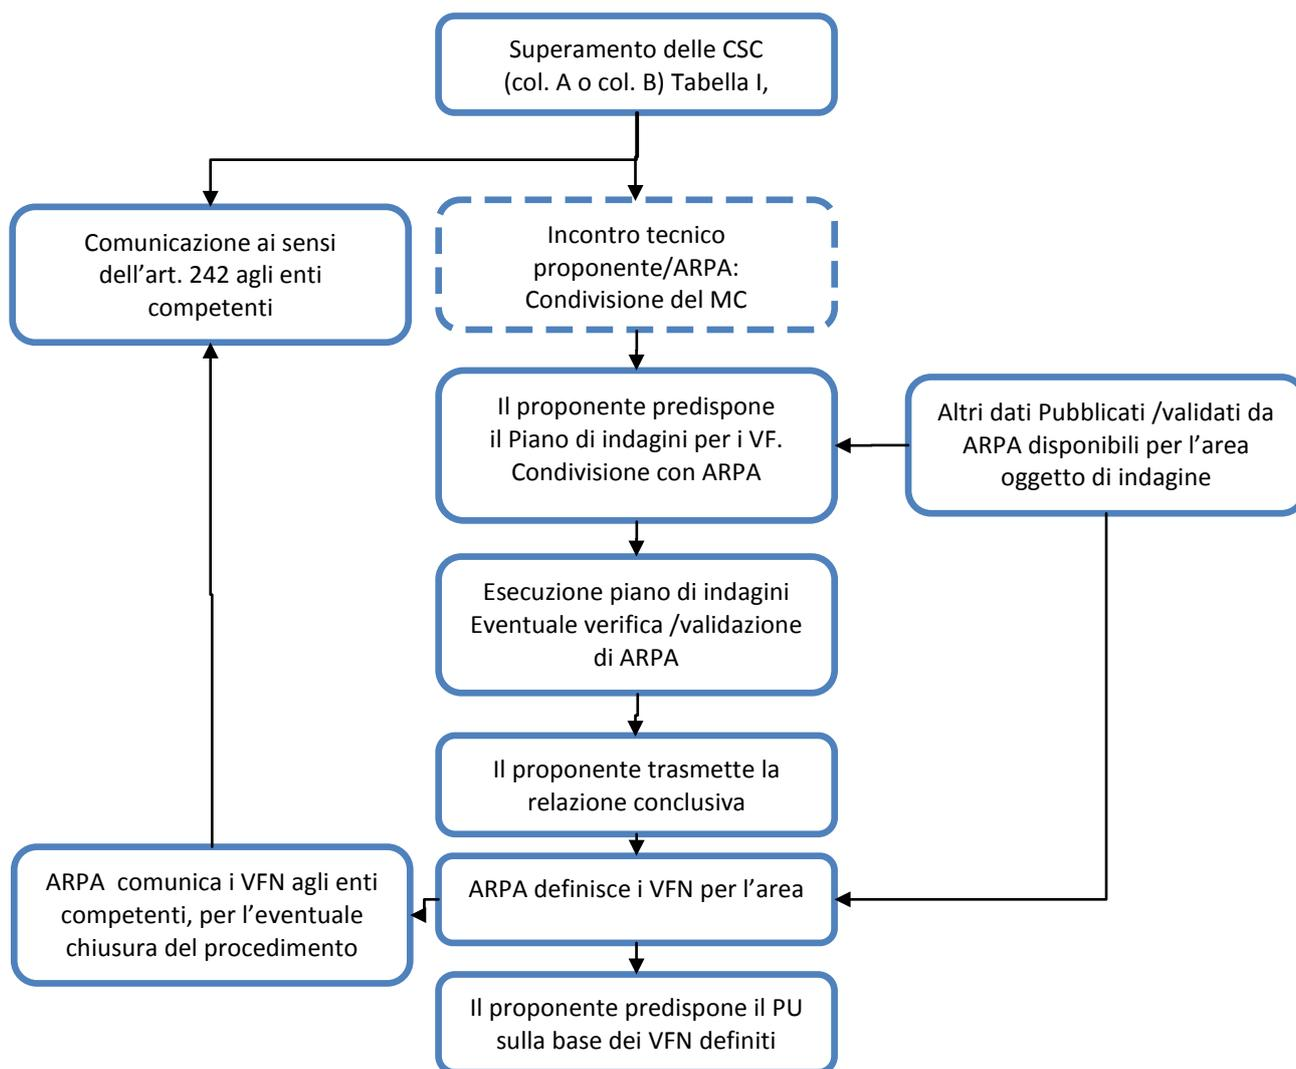 Superamento delle CSC
(col. A o col. B) Tabella I,
Comunicazione ai sensi
dell’art. 242 agli enti
competenti
Incontro tecnico
proponente/ARPA:
Condivisione del MC
Il proponente predispone
il Piano di indagini per i VF.
Condivisione con ARPA
Altri dati Pubblicati /validati da
ARPA disponibili per l’area
oggetto di indagine
Esecuzione piano di indagini
Eventuale verifica /validazione
di ARPA
Il proponente trasmette la
relazione conclusiva
ARPA comunica i VFN agli enti
competenti, per l’eventuale
chiusura del procedimento
ARPA definisce i VFN per l’area
Il proponente predispone il PU
sulla base dei VFN definiti